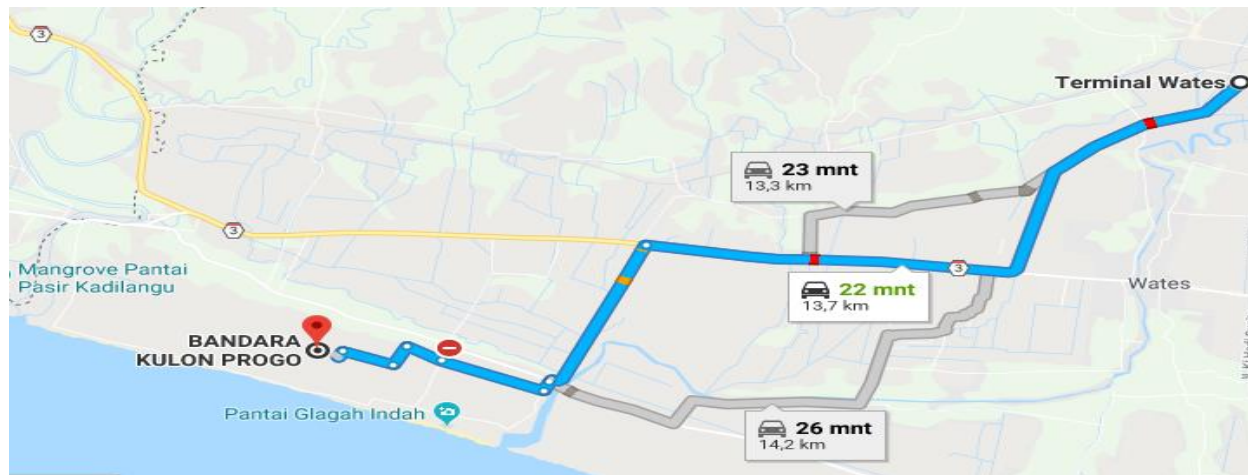 3
Terminal Wates
23 mnt
13,3 km
3
3
Mangrove Pantai
Pasir Kadilangu
22 mnt
13,7 km
Wates
BANDARA
KULON PROGO
Pantai Glagah Indah
26 mnt
14,2 km